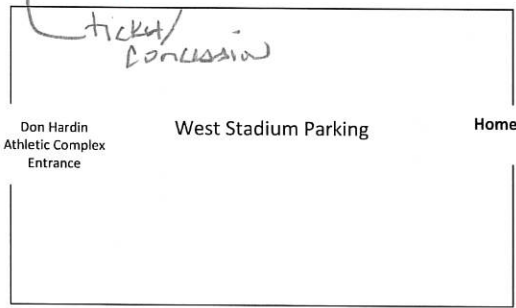 ticket/
concession
Don Hardin
Athletic Complex
Entrance
West Stadium Parking
Home